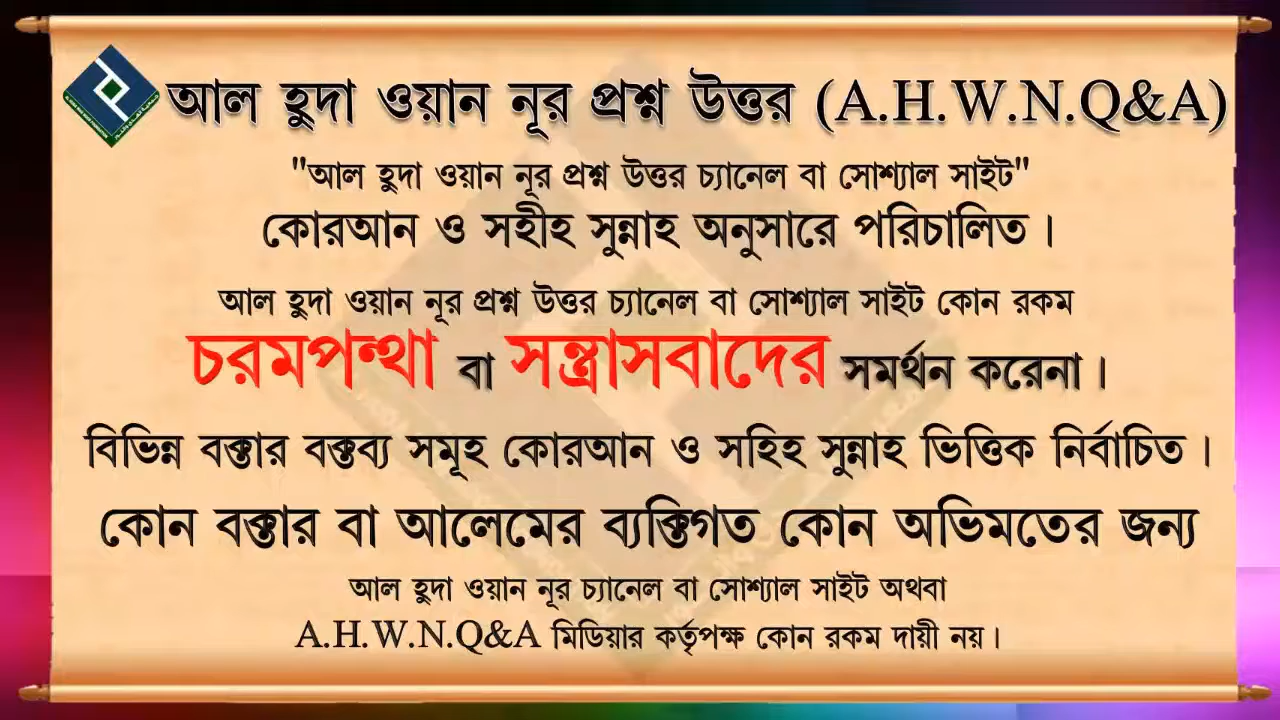 আল হুদা ওয়ান নূর প্রশ্ন উত্তর (A.H.W.N.Q&A)
"আল হুদা ওয়ান নূর প্রশ্ন উত্তর চ্যানেল বা সোশ্যাল সাইট"
কোরআন ও সহীহ সুন্নাহ অনুসারে পরিচালিত।
আল হুদা ওয়ান নূর প্রশ্ন উত্তর চ্যানেল বা সোশ্যাল সাইট কোন রকম
চরমপন্থা বা সন্ত্রাসবাদের সমর্থন করেনা।
বিভিন্ন বক্তার বক্তব্য সমূহ কোরআন ও সহিহ সুন্নাহ ভিত্তিক নির্বাচিত।
কোন বক্তার বা আলেমের ব্যক্তিগত কোন অভিমতের জন্য
আল হুদা ওয়ান নূর চ্যানেল বা সোশ্যাল সাইট অথবা
A.H.W.N.Q&A মিডিয়ার কর্তৃপক্ষ কোন রকম দায়ী নয়।